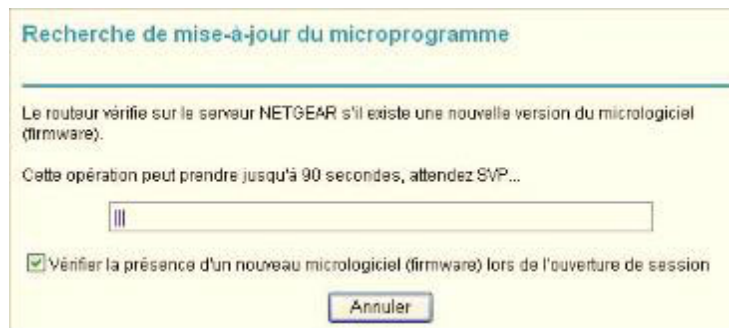 Recherche de mise-à-jour du microprogramme
Le routeur vérifie sur le serveur NETGEAR s'il existe une nouvelle version du micrologiciel
(firmware).
Cette opération peut prendre jusqu'à 90 secondes, attendez SVP...
Vérifier la présence d'un nouveau micrologiciel (firmware) lors de l'ouverture de session
Annuler